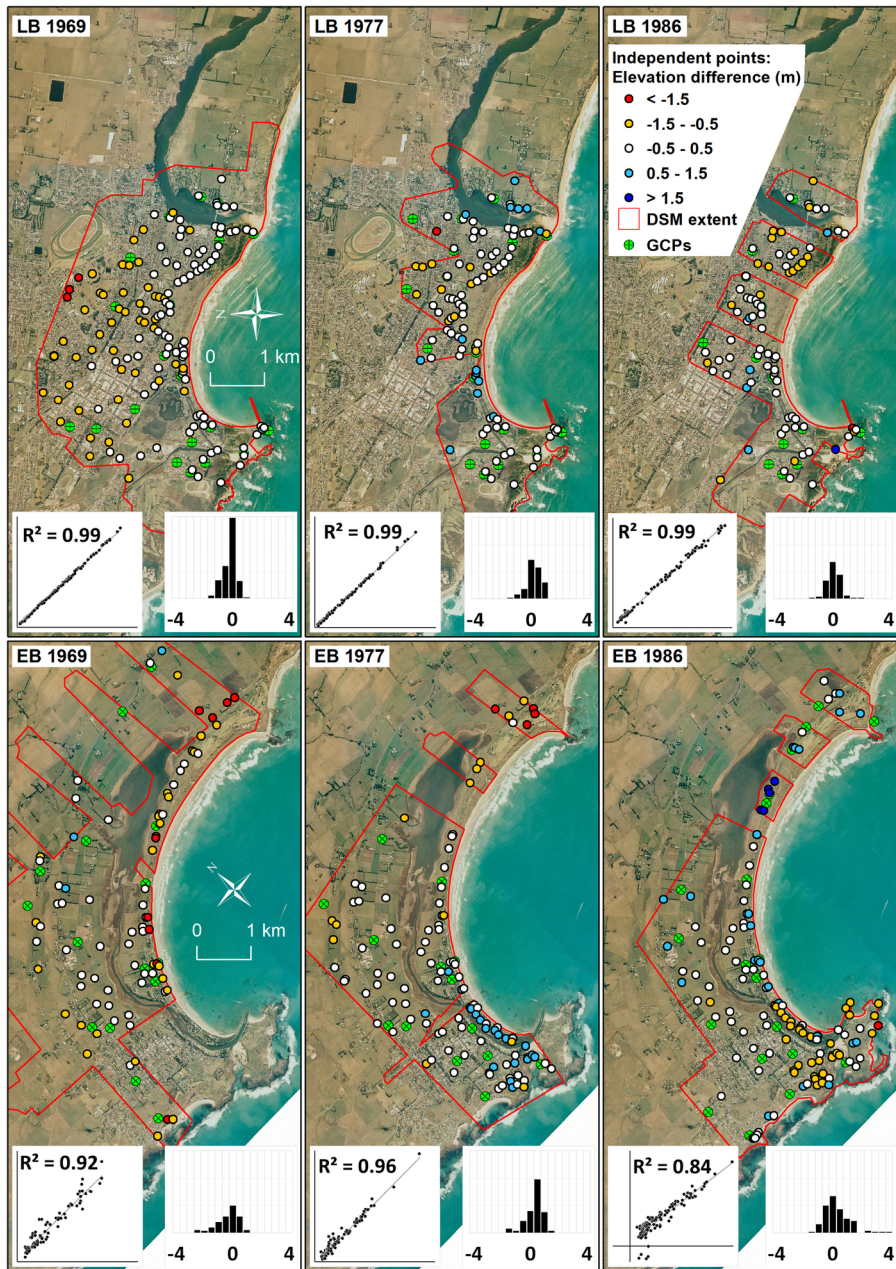 LB 1969
LB 1977
LB 1986
Independent points:
Elevation difference (m)
< -1.5
-1.5 - -0.5
-0.5 - 0.5
0.5 - 1.5
> 1.5
DSM extent
GCPs
N
0 1 km
R² = 0.99
-4 0 4
R² = 0.99
-4 0 4
R² = 0.99
-4 0 4
EB 1969
EB 1977
EB 1986
N
0 1 km
R² = 0.92
-4 0 4
R² = 0.96
-4 0 4
R² = 0.84
-4 0 4